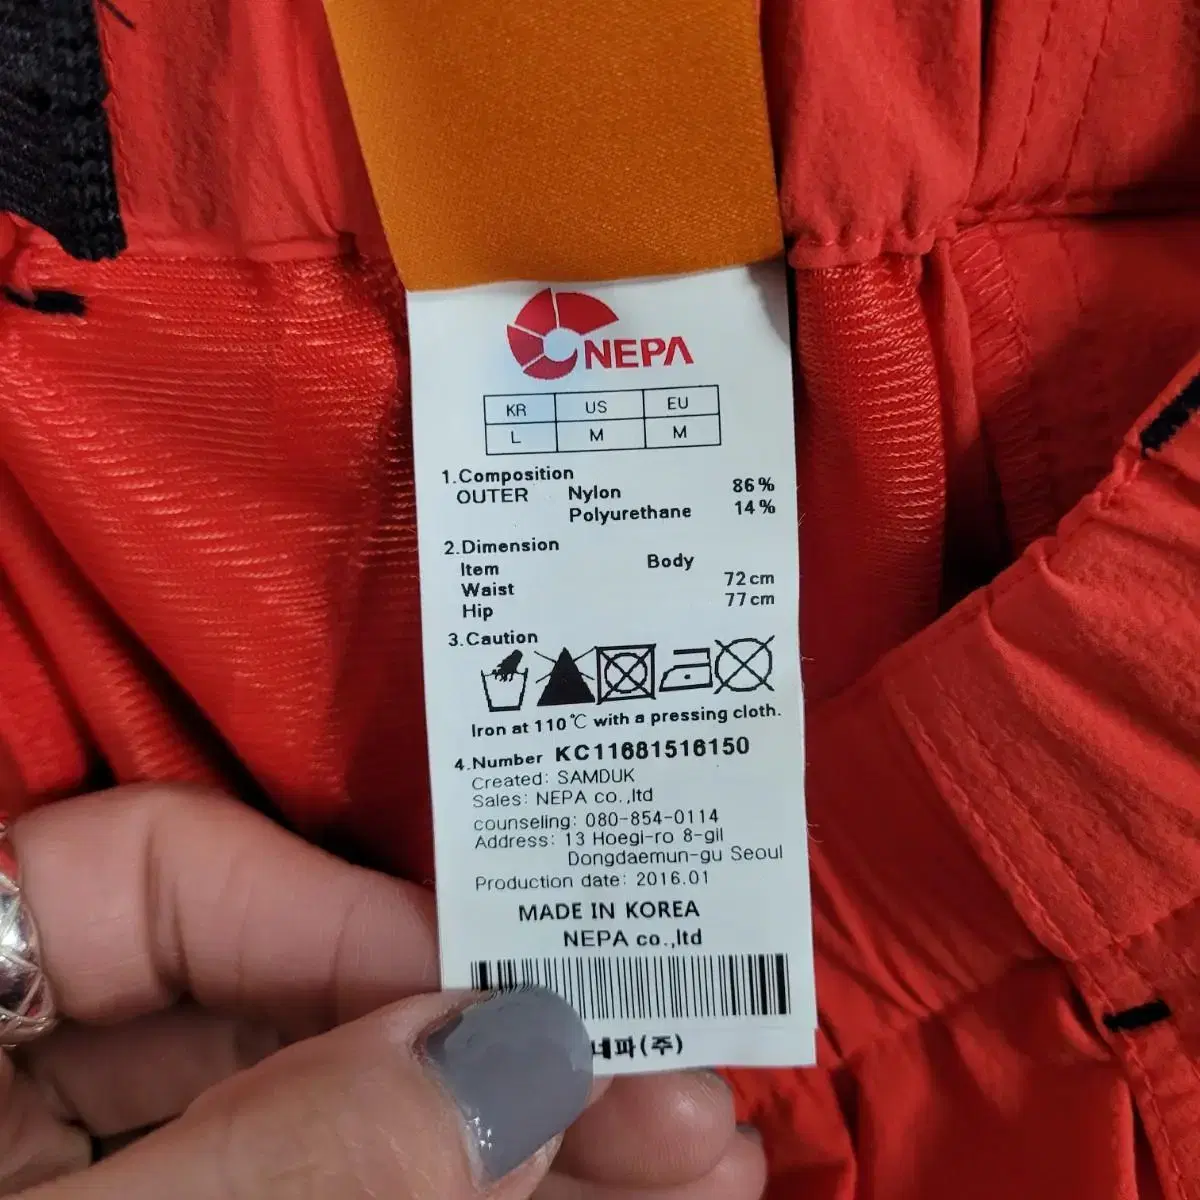 NEPA
KR US EU
L M M
1.Composition
OUTER Nylon 86%
Polyurethane 14%
2.Dimension
Item Body
Waist 72cm
Hip 77cm
3.Caution
Iron at 110℃ with a pressing cloth.
4.Number KC11681516150
Created: SAMDUK
Sales: NEPA co.,ltd
counseling: 080-854-0114
Address: 13 Hoegi-ro 8-gil
Dongdaemun-gu Seoul
Production date: 2016.01
MADE IN KOREA
NEPA co.,ltd
네파(주)